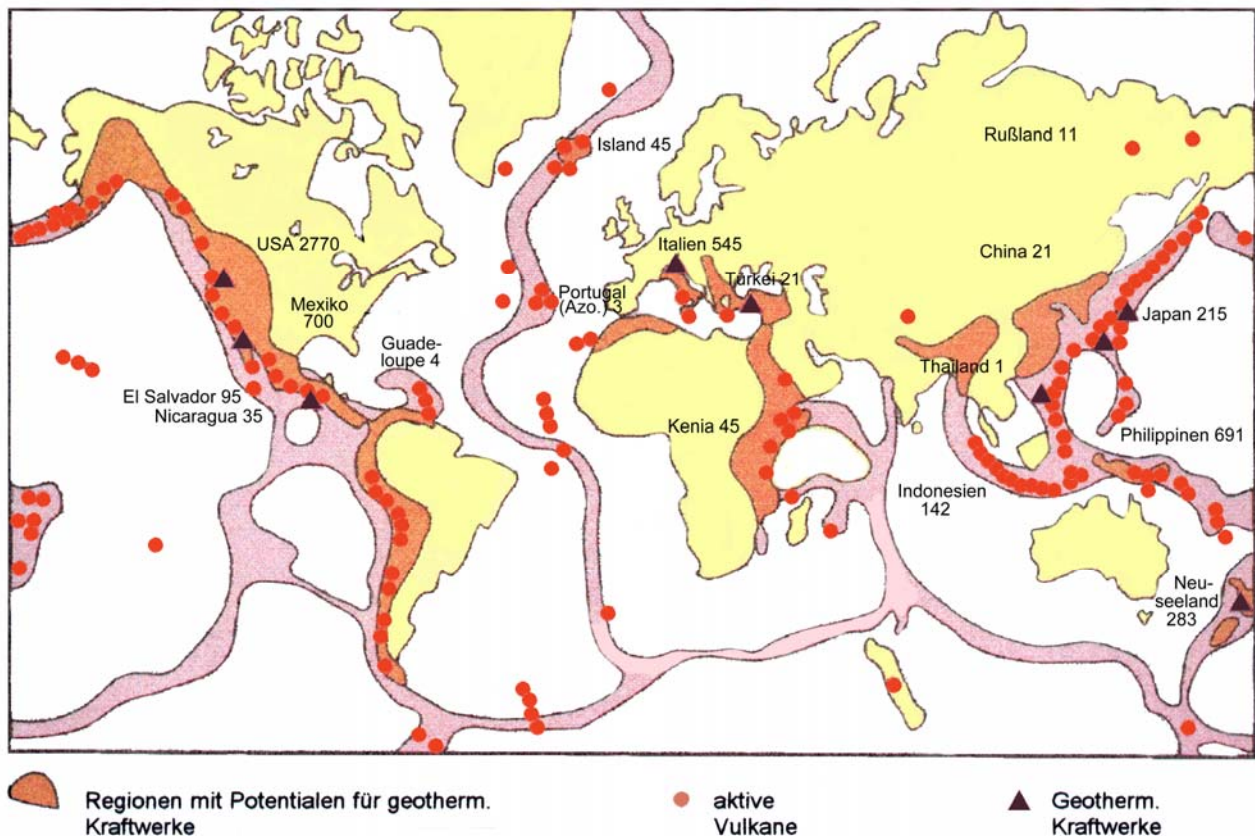 Island 45
Rußland 11
USA 2770
Italien 545
China 21
Türkei 21
Mexiko
700
Portugal
(Azo.) 3
Japan 215
Guade-
loupe 4
Thailand 1
El Salvador 95
Nicaragua 35
Kenia 45
Philippinen 691
Indonesien
142
Neu-
seeland
283
Regionen mit Potentialen für geotherm.
Kraftwerke
aktive
Vulkane
Geotherm.
Kraftwerke